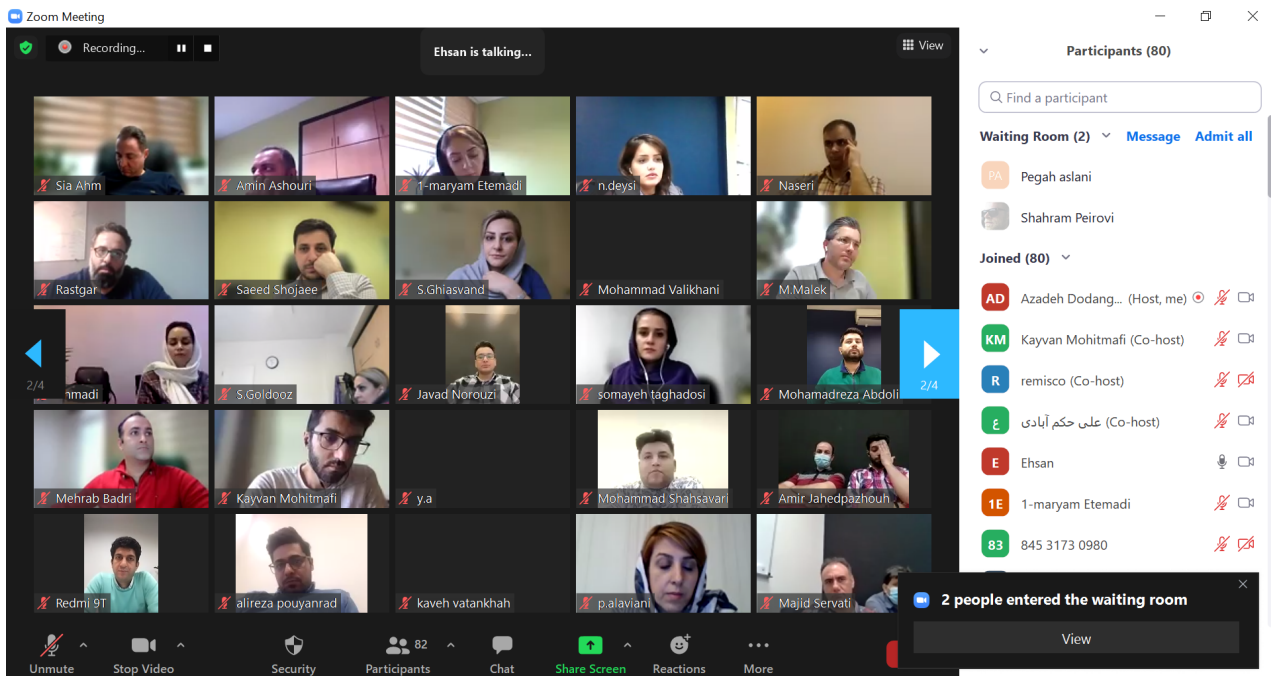 Zoom Meeting
Recording...
Ehsan is talking...
View
Participants (80)
Find a participant
Waiting Room (2)
Message
Admit all
PA
Pegah aslani
Shahram Peirovi
Joined (80)
AD
Azadeh Dodang... (Host, me)
KM
Kayvan Mohitmafi (Co-host)
R
remisco (Co-host)
ع
علی حکم آبادی (Co-host)
E
Ehsan
1E
1-maryam Etemadi
83
845 3173 0980
Sia Ahm
Amin Ashouri
1-maryam Etemadi
n.deysi
Naseri
Rastgar
Saeed Shojaee
S.Ghiasvand
Mohammad Valikhani
M.Malek
2/4
hmadi
S.Goldooz
Javad Norouzi
somayeh taghadosi
Mohamadreza Abdoli
2/4
Mehrab Badri
Kayvan Mohitmafi
y.a
Mohammad Shahsavari
Amir Jahedpazhouh
Redmi 9T
alireza pouyanrad
kaveh vatankhah
p.alaviani
Majid Servati
2 people entered the waiting room
View
Unmute
Stop Video
Security
82
Participants
Chat
Share Screen
Reactions
More